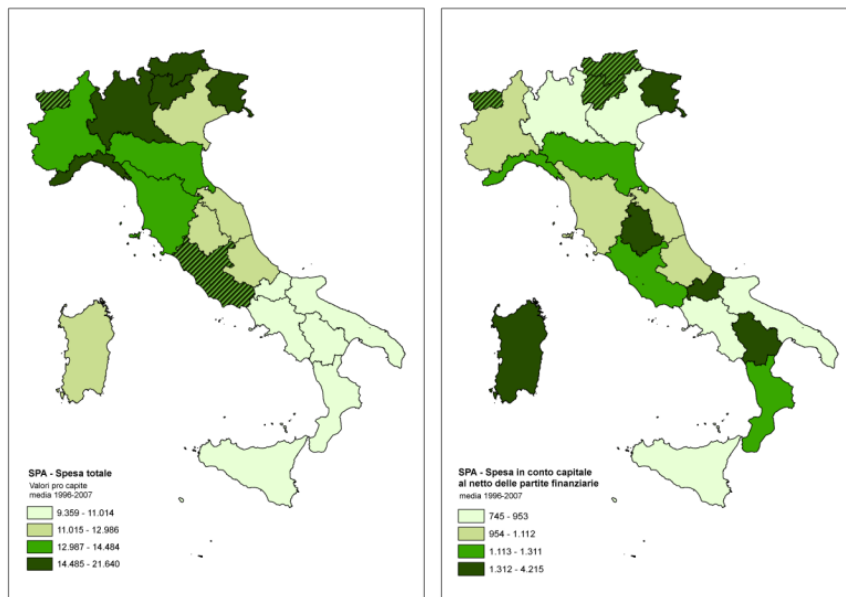 SPA - Spesa totale
Valori pro capite
media 1996-2007
9.359 - 11.014
11.015 - 12.986
12.987 - 14.484
14.485 - 21.640
SPA - Spesa in conto capitale
al netto delle partite finanziarie
media 1996-2007
745 - 953
954 - 1.112
1.113 - 1.311
1.312 - 4.215